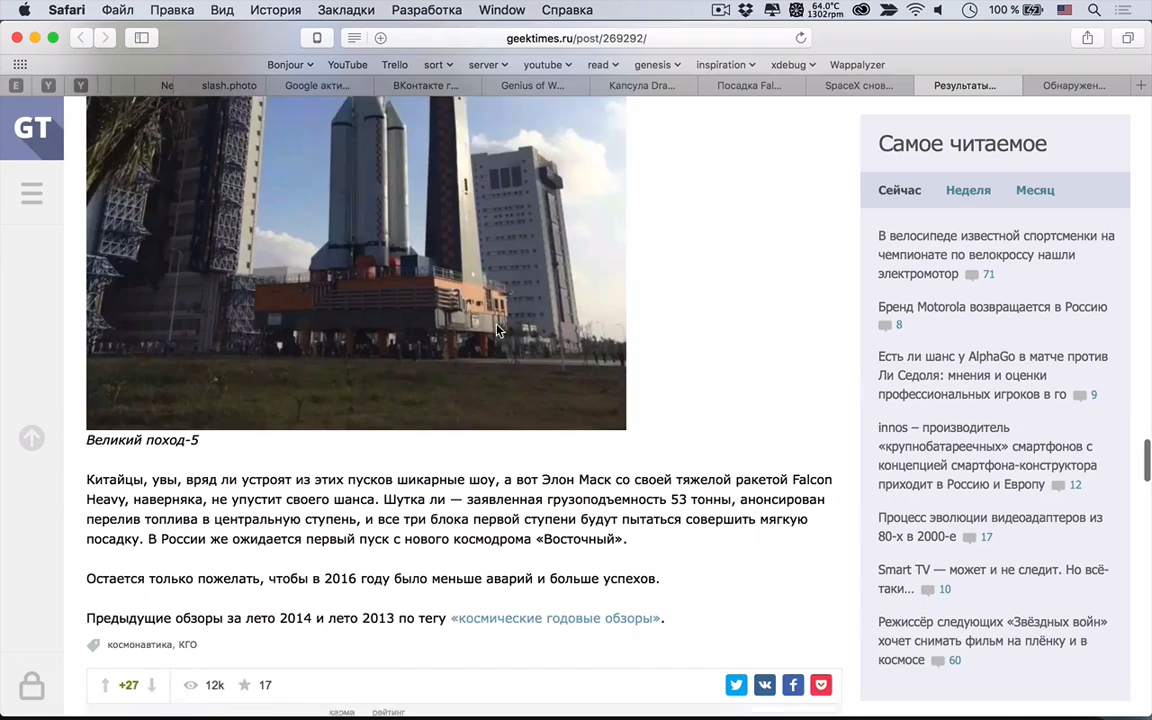 Safari Файл Правка Вид История Закладки Разработка Window Справка
64.0°C
1302rpm
100 %
geektimes.ru/post/269292/
Bonjour YouTube Trello sort server youtube read genesis inspiration xdebug Wappalyzer
E Y Y Ne slash.photo Google акти... ВКонтакте г... Genius of W... Капсула Dra... Посадка Fal... SpaceX снов... Результаты... Обнаружен...
GT
Великий поход-5
Китайцы, увы, вряд ли устроят из этих пусков шикарные шоу, а вот Элон Маск со своей тяжелой ракетой Falcon
Heavy, наверняка, не упустит своего шанса. Шутка ли — заявленная грузоподъемность 53 тонны, анонсирован
перелив топлива в центральную ступень, и все три блока первой ступени будут пытаться совершить мягкую
посадку. В России же ожидается первый пуск с нового космодрома «Восточный».
Остается только пожелать, чтобы в 2016 году было меньше аварий и больше успехов.
Предыдущие обзоры за лето 2014 и лето 2013 по тегу «космические годовые обзоры».
космонавтика, КГО
+27 12k 17
карма рейтинг
Самое читаемое
Сейчас Неделя Месяц
В велосипеде известной спортсменки на
чемпионате по велокроссу нашли
электромотор 71
Бренд Motorola возвращается в Россию
8
Есть ли шанс у AlphaGo в матче против
Ли Седоля: мнения и оценки
профессиональных игроков в го 9
innos – производитель
«крупнобатареечных» смартфонов с
концепцией смартфона-конструктора
приходит в Россию и Европу 12
Процесс эволюции видеоадаптеров из
80-х в 2000-е 17
Smart TV — может и не следит. Но всё-
таки... 10
Режиссёр следующих «Звёздных войн»
хочет снимать фильм на плёнку и в
космосе 60